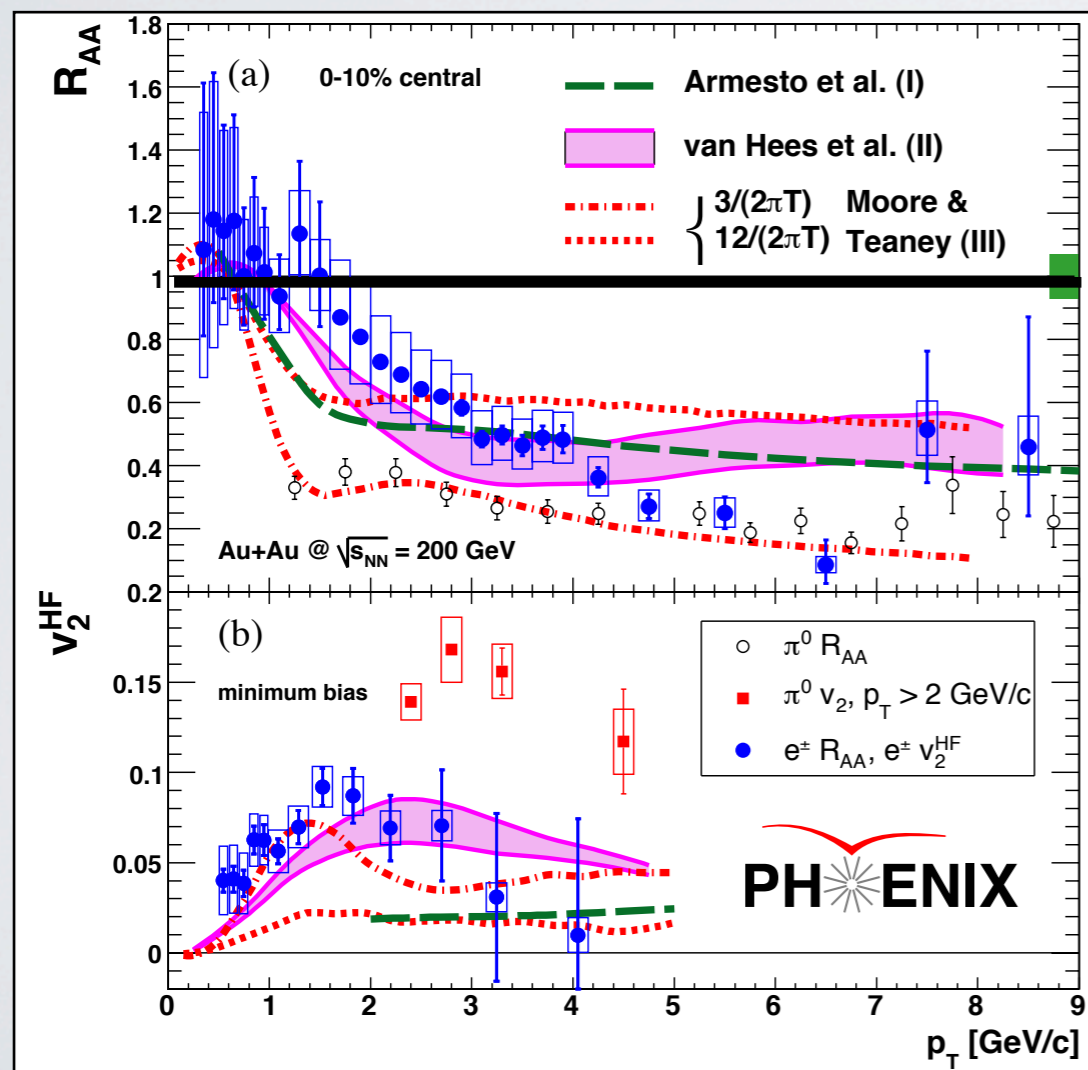 R_AA
1.8
1.6
1.4
1.2
1
0.8
0.6
0.4
0.2
(a)
0-10% central
Armesto et al. (I)
van Hees et al. (II)
3/(2πT) Moore &
12/(2πT) Teaney (III)
Au+Au @ √s_NN = 200 GeV
v_2^HF
0.15
0.1
0.05
0
(b)
minimum bias
π⁰ R_AA
π⁰ v_2, p_T > 2 GeV/c
e± R_AA, e± v_2^HF
PHENIX
0 1 2 3 4 5 6 7 8 9
p_T [GeV/c]